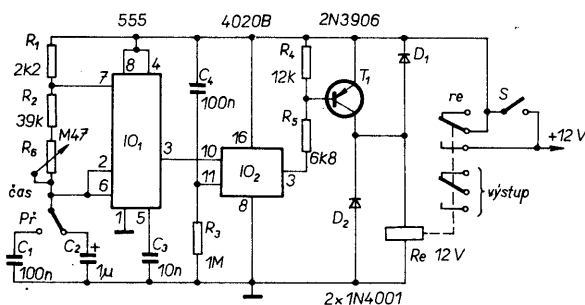 555
4020B
2N3906
R1
2k2
R2
39k
R6
M47
čas
Př
C1
100n
C2
+
1μ
7
8
4
IO1
3
2
6
1
5
C3
10n
C4
100n
16
10
11
IO2
3
8
R3
1M
R4
12k
R5
6k8
T1
D1
D2
re
S
+12 V
výstup
Re 12 V
2×1N4001